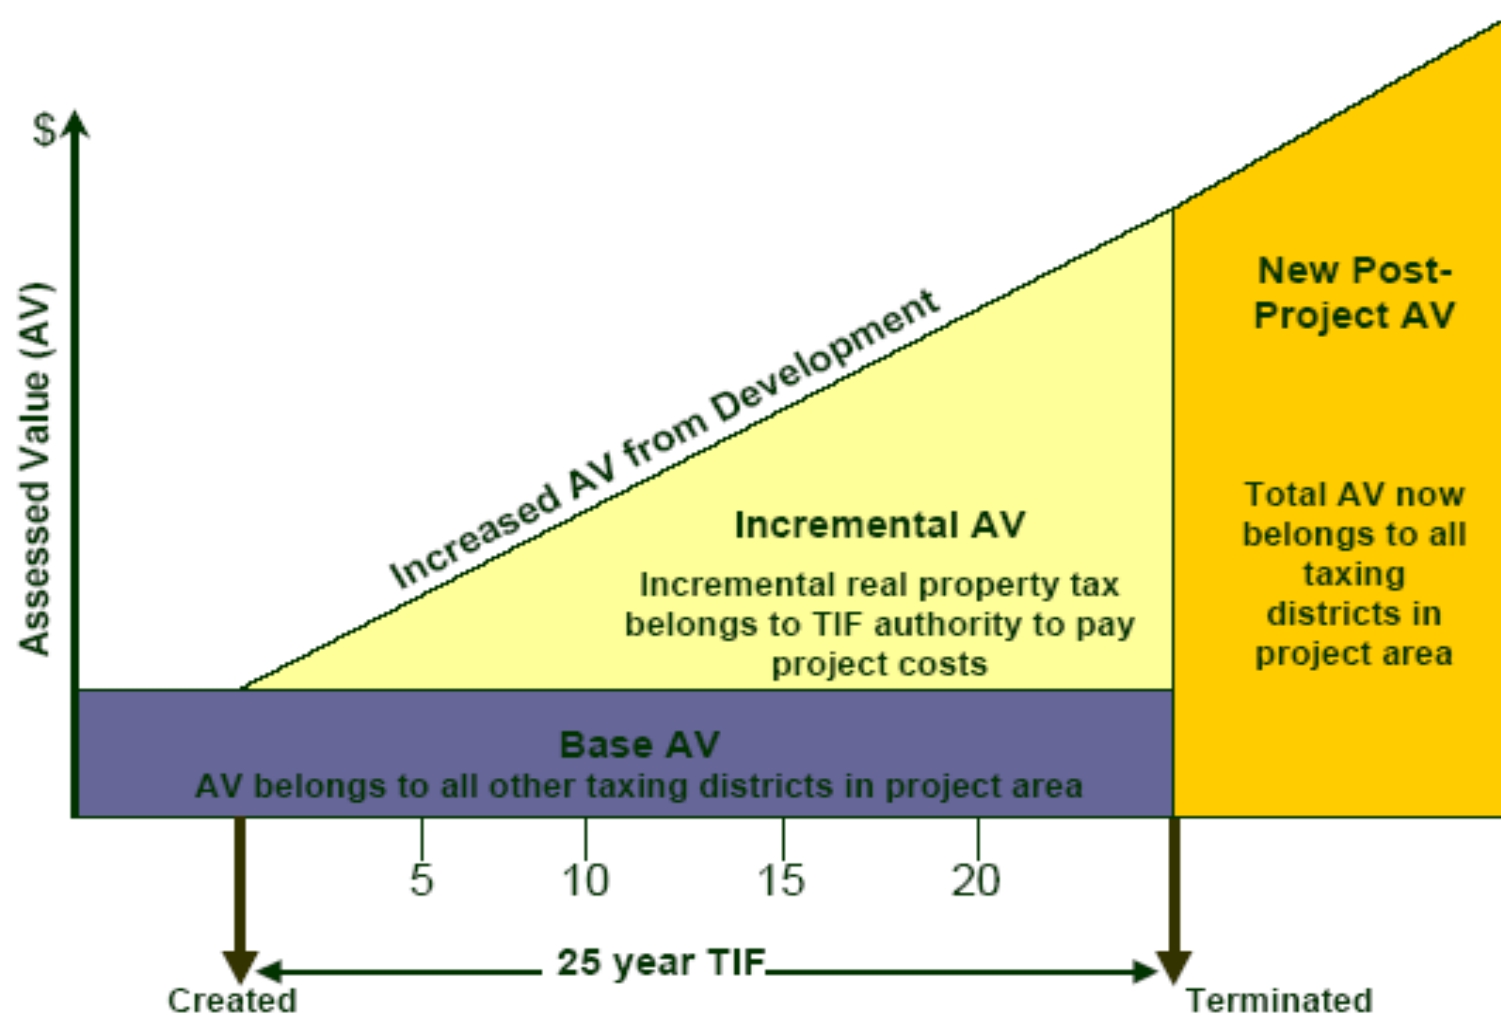 $
Assessed Value (AV)
Increased AV from Development
New Post-
Project AV
Total AV now
belongs to all
taxing
districts in
project area
Incremental AV
Incremental real property tax
belongs to TIF authority to pay
project costs
Base AV
AV belongs to all other taxing districts in project area
5 10 15 20
25 year TIF
Created
Terminated